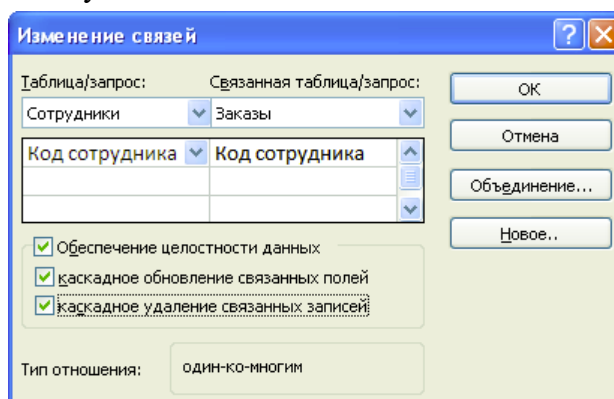 Изменение связей
Таблица/запрос: Связанная таблица/запрос:
Сотрудники Заказы
Код сотрудника Код сотрудника
Обеспечение целостности данных
каскадное обновление связанных полей
каскадное удаление связанных записей
Тип отношения: один-ко-многим
ОК
Отмена
Объединение...
Новое..